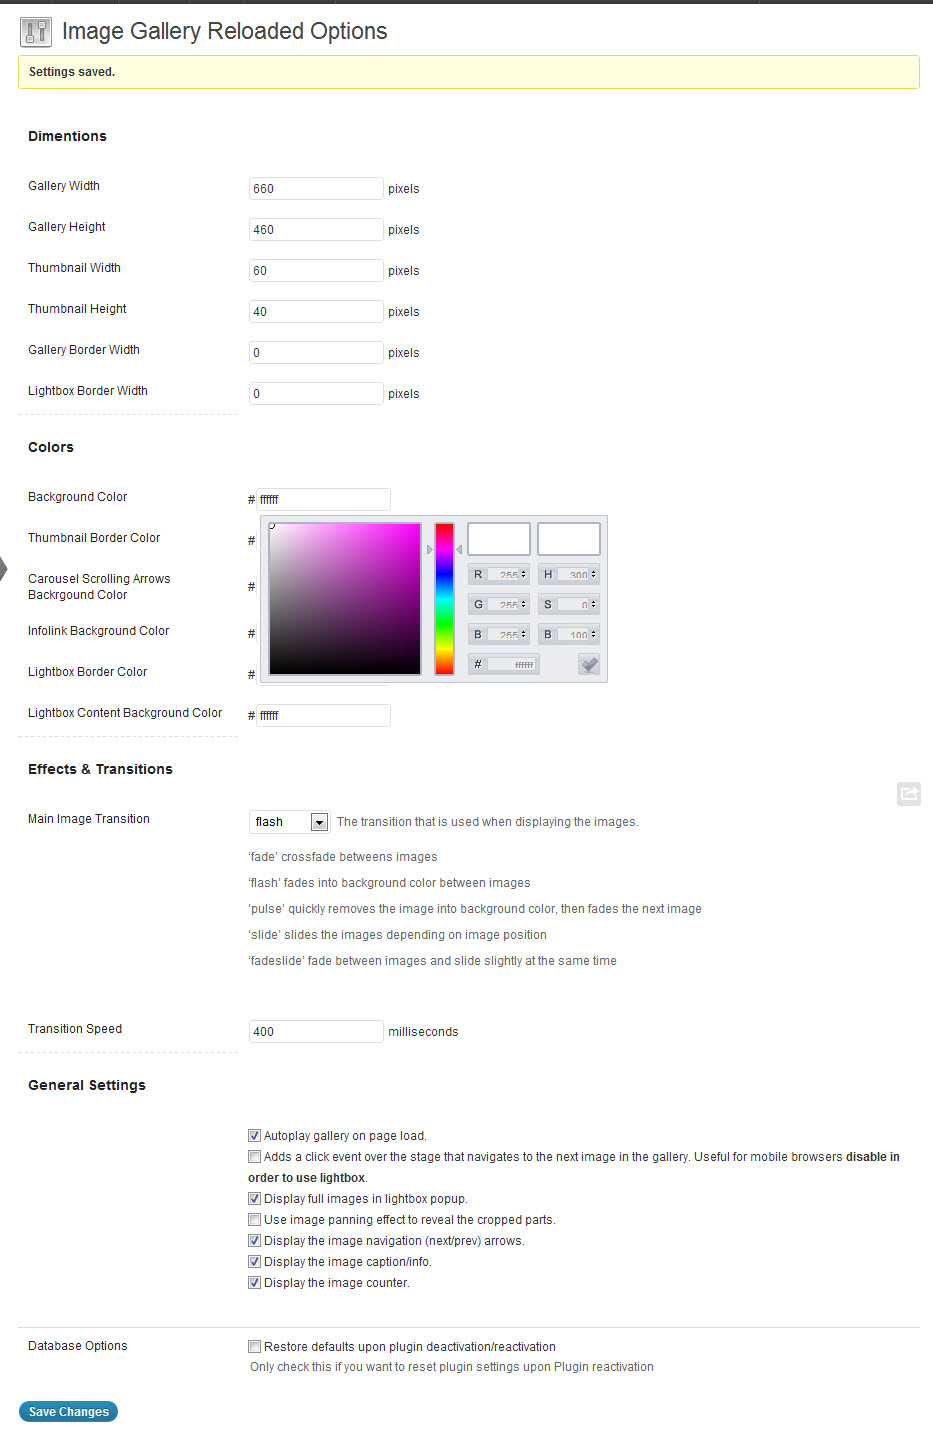 Image Gallery Reloaded Options
Settings saved.
Dimentions
Gallery Width 660 pixels
Gallery Height 460 pixels
Thumbnail Width 60 pixels
Thumbnail Height 40 pixels
Gallery Border Width 0 pixels
Lightbox Border Width 0 pixels
Colors
Background Color # ffffff
Thumbnail Border Color #
Carousel Scrolling Arrows
Backrgound Color #
Infolink Background Color #
Lightbox Border Color #
R 255 H 300
G 255 S 0
B 255 B 100
# ffffff
Lightbox Content Background Color # ffffff
Effects & Transitions
Main Image Transition flash The transition that is used when displaying the images.
‘fade’ crossfade betweens images
‘flash’ fades into background color between images
‘pulse’ quickly removes the image into background color, then fades the next image
‘slide’ slides the images depending on image position
‘fadeslide’ fade between images and slide slightly at the same time
Transition Speed 400 milliseconds
General Settings
Autoplay gallery on page load.
Adds a click event over the stage that navigates to the next image in the gallery. Useful for mobile browsers disable in
order to use lightbox.
Display full images in lightbox popup.
Use image panning effect to reveal the cropped parts.
Display the image navigation (next/prev) arrows.
Display the image caption/info.
Display the image counter.
Database Options Restore defaults upon plugin deactivation/reactivation
Only check this if you want to reset plugin settings upon Plugin reactivation
Save Changes